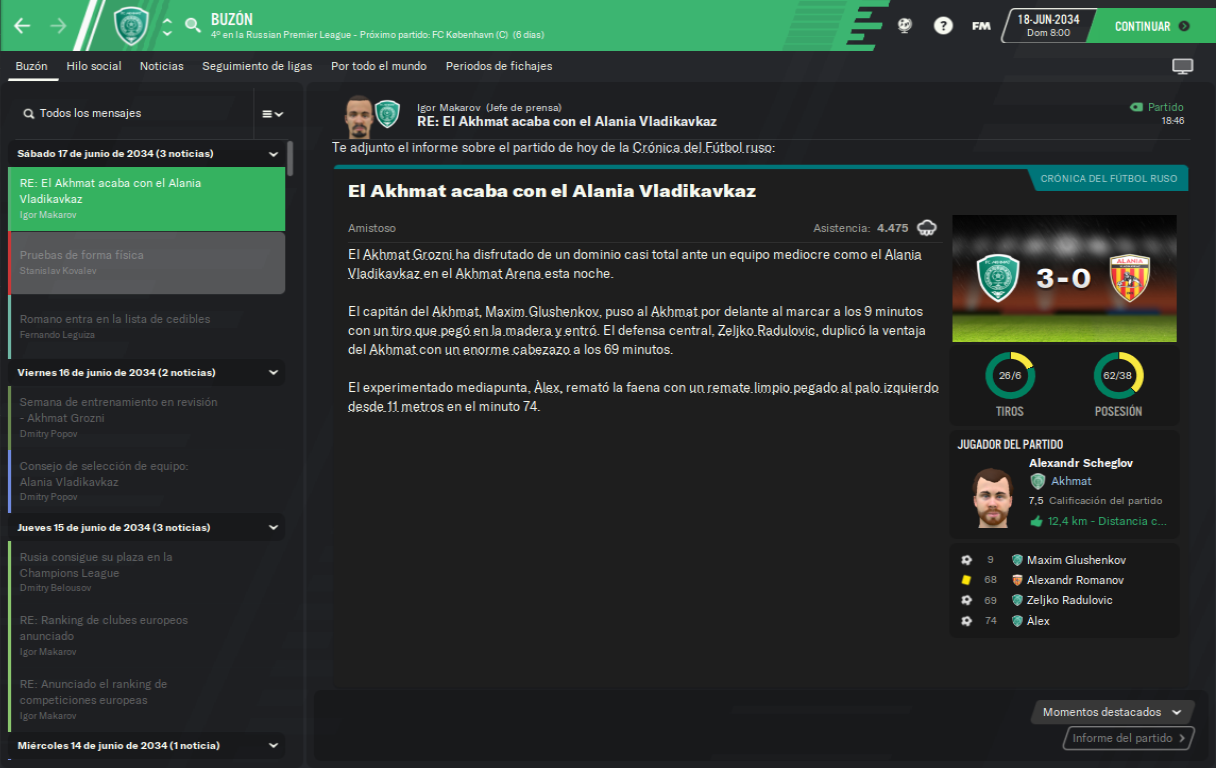 BUZÓN
4º en la Russian Premier League - Próximo partido: FC København (C) (6 días)
?
FM
18-JUN-2034
Dom 8:00
CONTINUAR
Buzón Hilo social Noticias Seguimiento de ligas Por todo el mundo Periodos de fichajes
Todos los mensajes
Sábado 17 de junio de 2034 (3 noticias)
RE: El Akhmat acaba con el Alania
Vladikavkaz
Igor Makarov
Pruebas de forma física
Stanislav Kovalev
Romano entra en la lista de cedibles
Fernando Leguiza
Viernes 16 de junio de 2034 (2 noticias)
Semana de entrenamiento en revisión
- Akhmat Grozni
Dmitry Popov
Consejo de selección de equipo:
Alania Vladikavkaz
Dmitry Popov
Jueves 15 de junio de 2034 (3 noticias)
Rusia consigue su plaza en la
Champions League
Dmitry Belousov
RE: Ranking de clubes europeos
anunciado
Igor Makarov
RE: Anunciado el ranking de
competiciones europeas
Igor Makarov
Miércoles 14 de junio de 2034 (1 noticia)
Igor Makarov (Jefe de prensa)
RE: El Akhmat acaba con el Alania Vladikavkaz
Partido
18:46
Te adjunto el informe sobre el partido de hoy de la Crónica del Fútbol ruso:
CRÓNICA DEL FÚTBOL RUSO
El Akhmat acaba con el Alania Vladikavkaz
Amistoso
Asistencia: 4.475
El Akhmat Grozni ha disfrutado de un dominio casi total ante un equipo mediocre como el Alania
Vladikavkaz en el Akhmat Arena esta noche.
El capitán del Akhmat, Maxim Glushenkov, puso al Akhmat por delante al marcar a los 9 minutos
con un tiro que pegó en la madera y entró. El defensa central, Zeljko Radulovic, duplicó la ventaja
del Akhmat con un enorme cabezazo a los 69 minutos.
El experimentado mediapunta, Àlex, remató la faena con un remate limpio pegado al palo izquierdo
desde 11 metros en el minuto 74.
ALANIA
3-0
26/6
62/38
TIROS
POSESIÓN
JUGADOR DEL PARTIDO
Alexandr Scheglov
Akhmat
7,5 Calificación del partido
12,4 km - Distancia c...
9 Maxim Glushenkov
68 Alexandr Romanov
69 Zeljko Radulovic
74 Àlex
Momentos destacados
Informe del partido